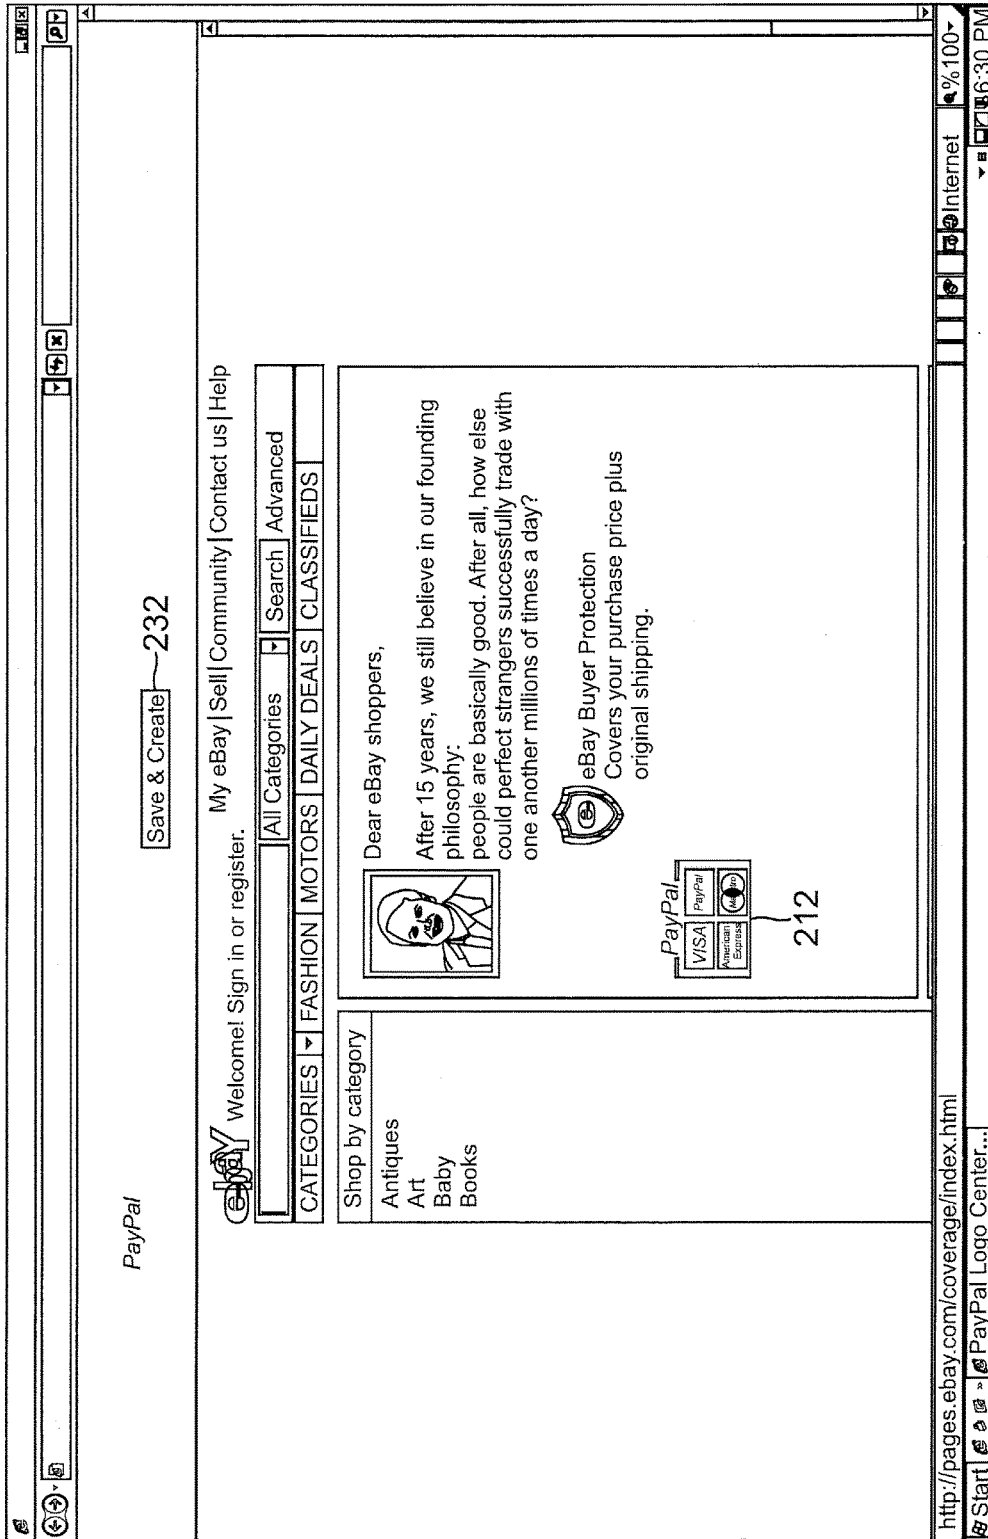 PayPal
Save & Create 232
ebay Welcome! Sign in or register. My eBay|Sell|Community|Contact us|Help
All Categories Search Advanced
CATEGORIES FASHION MOTORS DAILY DEALS CLASSIFIEDS
Shop by category
Antiques
Art
Baby
Books
Dear eBay shoppers,
After 15 years, we still believe in our founding
philosophy:
people are basically good. After all, how else
could perfect strangers successfully trade with
one another millions of times a day?
e
eBay Buyer Protection
Covers your purchase price plus
original shipping.
PayPal
VISA PayPal
American
Express
212
http://pages.ebay.com/coverage/index.html
Internet
%100
Start
PayPal Logo Center...
6:30 PM